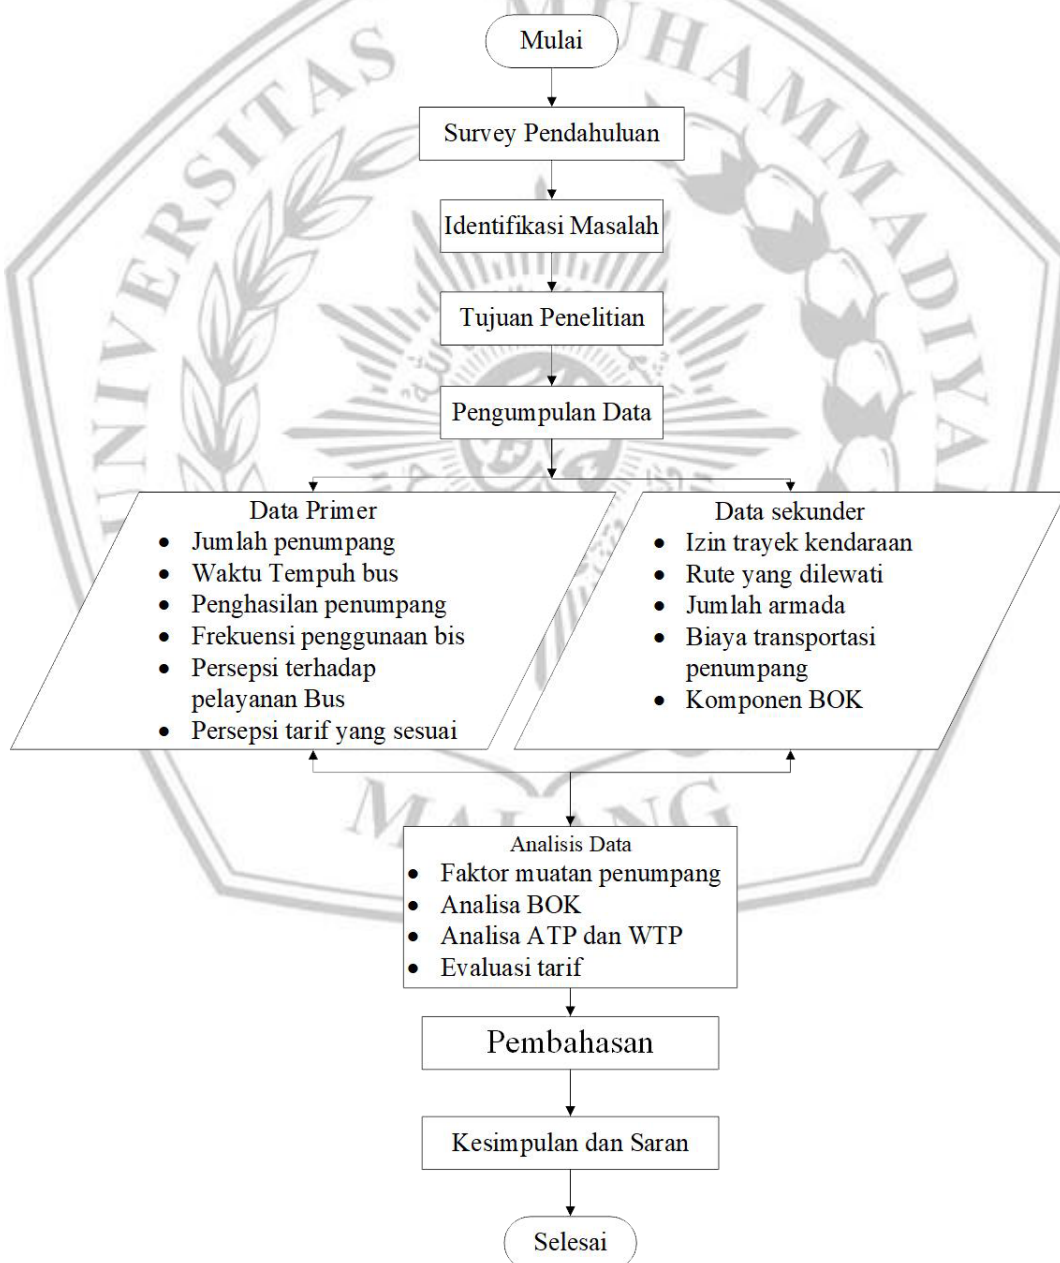 UNIVERSITAS MUHAMMADIYAH
MALANG
Mulai
Survey Pendahuluan
Identifikasi Masalah
Tujuan Penelitian
Pengumpulan Data
Data Primer
• Jumlah penumpang
• Waktu Tempuh bus
• Penghasilan penumpang
• Frekuensi penggunaan bis
• Persepsi terhadap
pelayanan Bus
• Persepsi tarif yang sesuai
Data sekunder
• Izin trayek kendaraan
• Rute yang dilewati
• Jumlah armada
• Biaya transportasi
penumpang
• Komponen BOK
Analisis Data
• Faktor muatan penumpang
• Analisa BOK
• Analisa ATP dan WTP
• Evaluasi tarif
Pembahasan
Kesimpulan dan Saran
Selesai